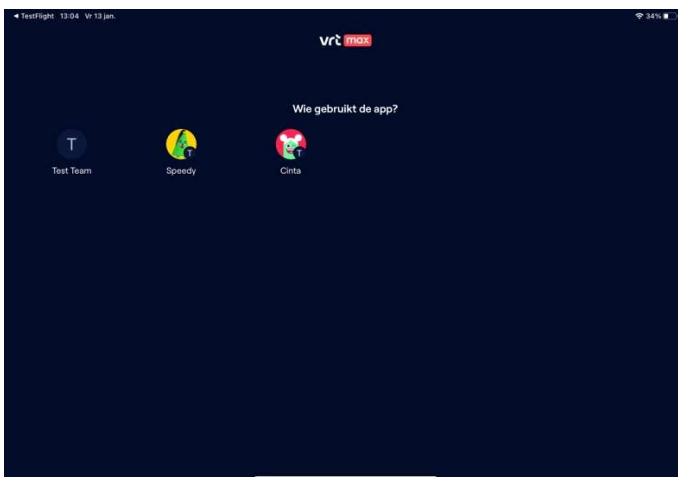 ◀ TestFlight 13:04 Vr 13 jan. 34%
vrt max
Wie gebruikt de app?
T T T
Test Team Speedy Cinta